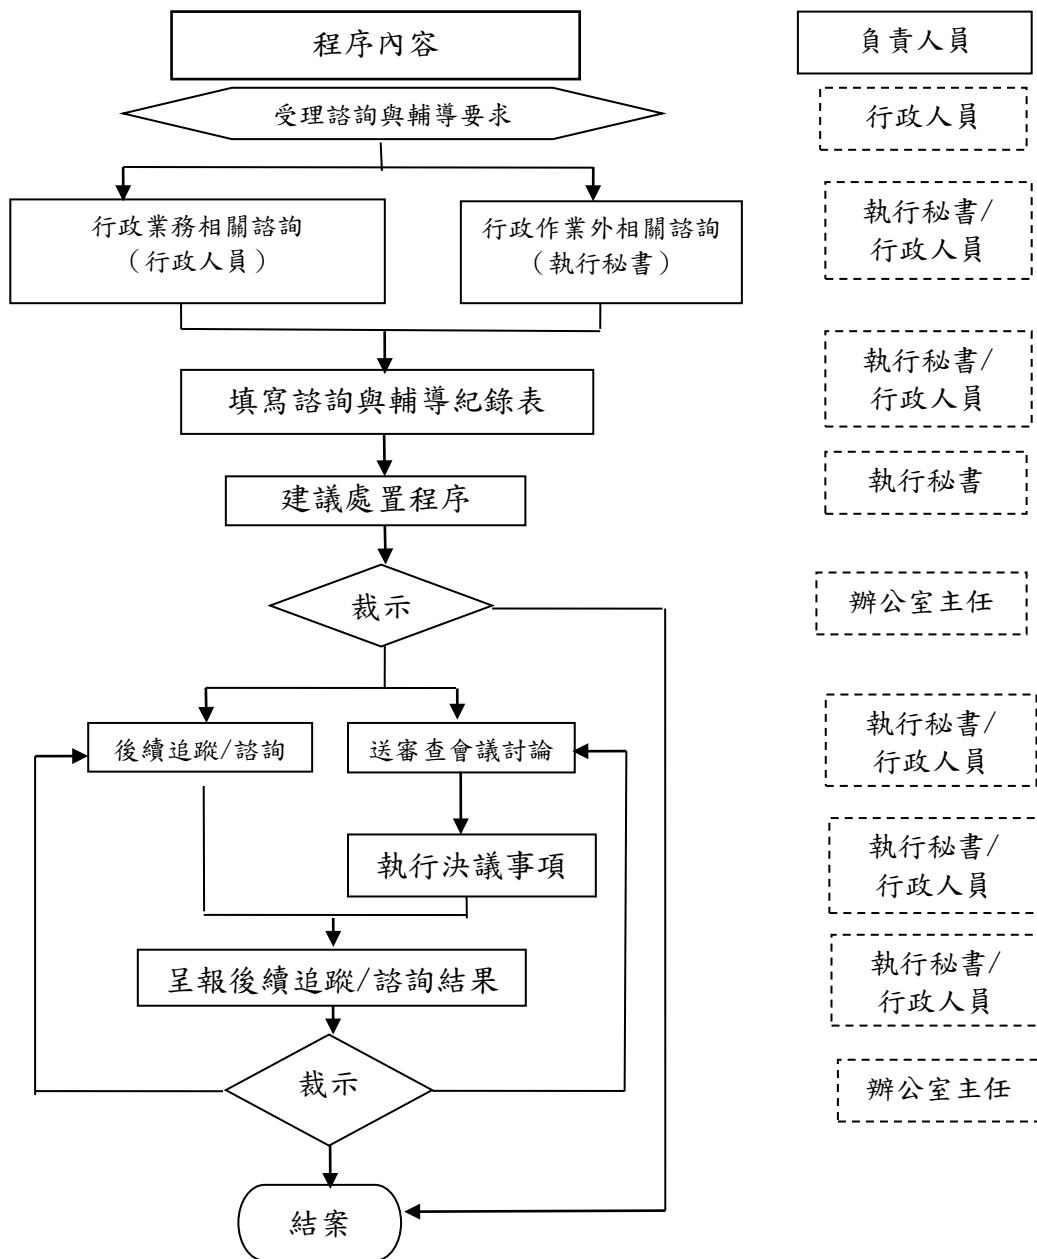 程序內容
負責人員
受理諮詢與輔導要求
行政人員
行政業務相關諮詢
（行政人員）
行政作業外相關諮詢
（執行秘書）
執行秘書/
行政人員
填寫諮詢與輔導紀錄表
執行秘書/
行政人員
建議處置程序
執行秘書
裁示
辦公室主任
後續追蹤/諮詢
送審查會議討論
執行秘書/
行政人員
執行決議事項
執行秘書/
行政人員
呈報後續追蹤/諮詢結果
執行秘書/
行政人員
裁示
辦公室主任
結案